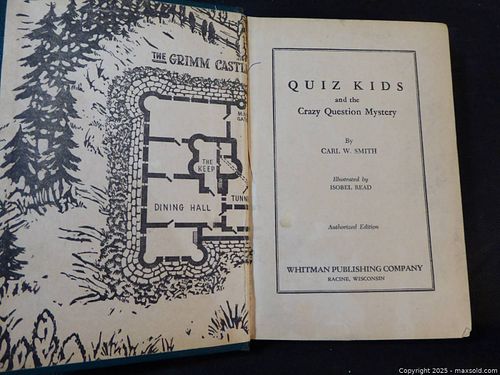 THE GRIMM CASTL
THE
KEEP
DINING HALL
TUNN
QUIZ KIDS
and the
Crazy Question Mystery
By
CARL W. SMITH
Illustrated by
ISOBEL READ
Authorized Edition
WHITMAN PUBLISHING COMPANY
RACINE, WISCONSIN
Copyright 2025 - maxsold.com